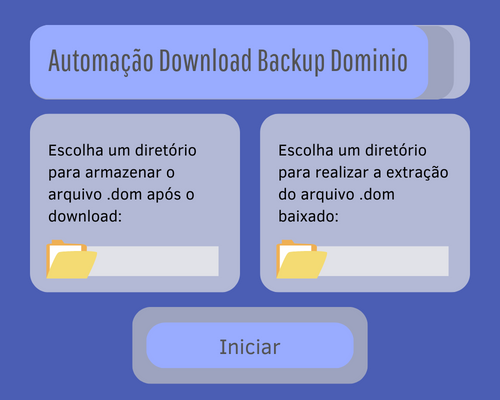 Automação Download Backup Dominio
Escolha um diretório
para armazenar o
arquivo .dom após o
download:
Escolha um diretório
para realizar a extração
do arquivo .dom
baixado:
Iniciar